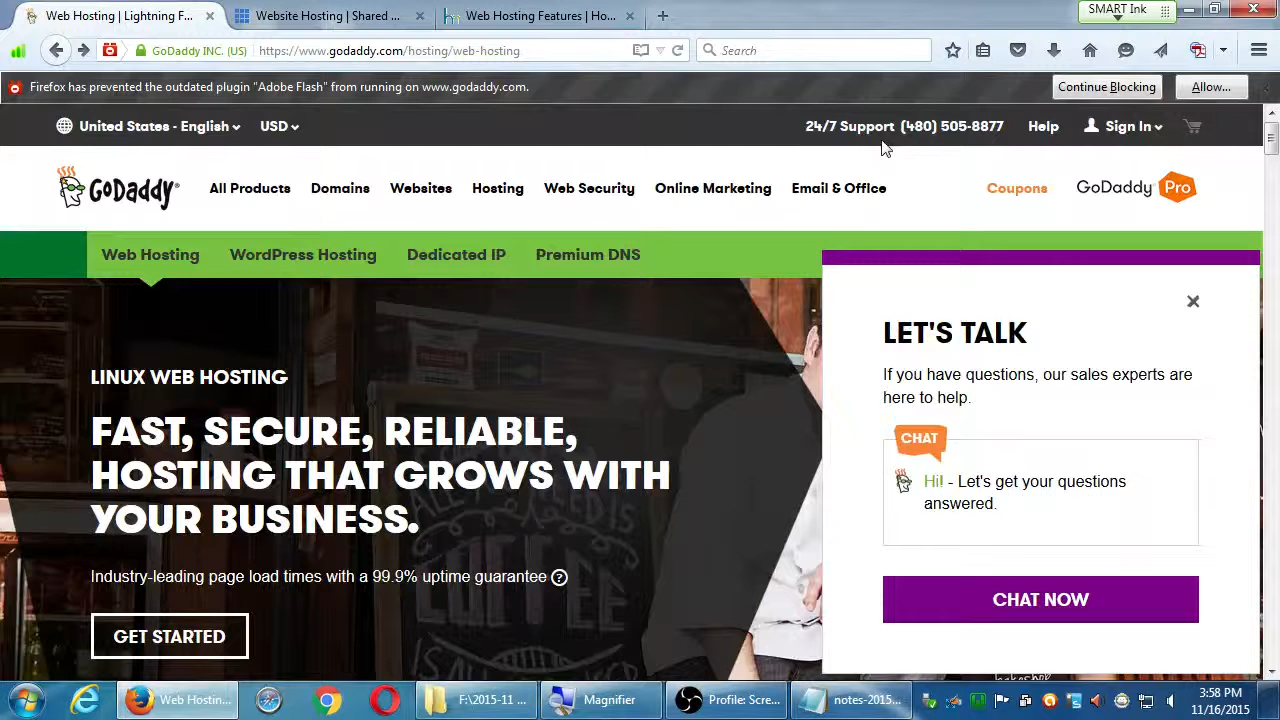 SMART Ink
Web Hosting | Lightning F...
Website Hosting | Shared ...
Web Hosting Features | Ho...
GoDaddy INC. (US)
https://www.godaddy.com/hosting/web-hosting
Search
Firefox has prevented the outdated plugin "Adobe Flash" from running on www.godaddy.com.
Continue Blocking
Allow...
United States - English
USD
24/7 Support (480) 505-8877
Help
Sign In
GoDaddy
All Products
Domains
Websites
Hosting
Web Security
Online Marketing
Email & Office
Coupons
GoDaddy Pro
Web Hosting
WordPress Hosting
Dedicated IP
Premium DNS
LINUX WEB HOSTING
FAST, SECURE, RELIABLE,
HOSTING THAT GROWS WITH
YOUR BUSINESS.
Industry-leading page load times with a 99.9% uptime guarantee ?
GET STARTED
LET'S TALK
If you have questions, our sales experts are
here to help.
CHAT
Hi! - Let's get your questions
answered.
CHAT NOW
COFFEE
Web Hostin...
F:\2015-11 ...
Magnifier
Profile: Scre...
notes-2015...
3:58 PM
11/16/2015